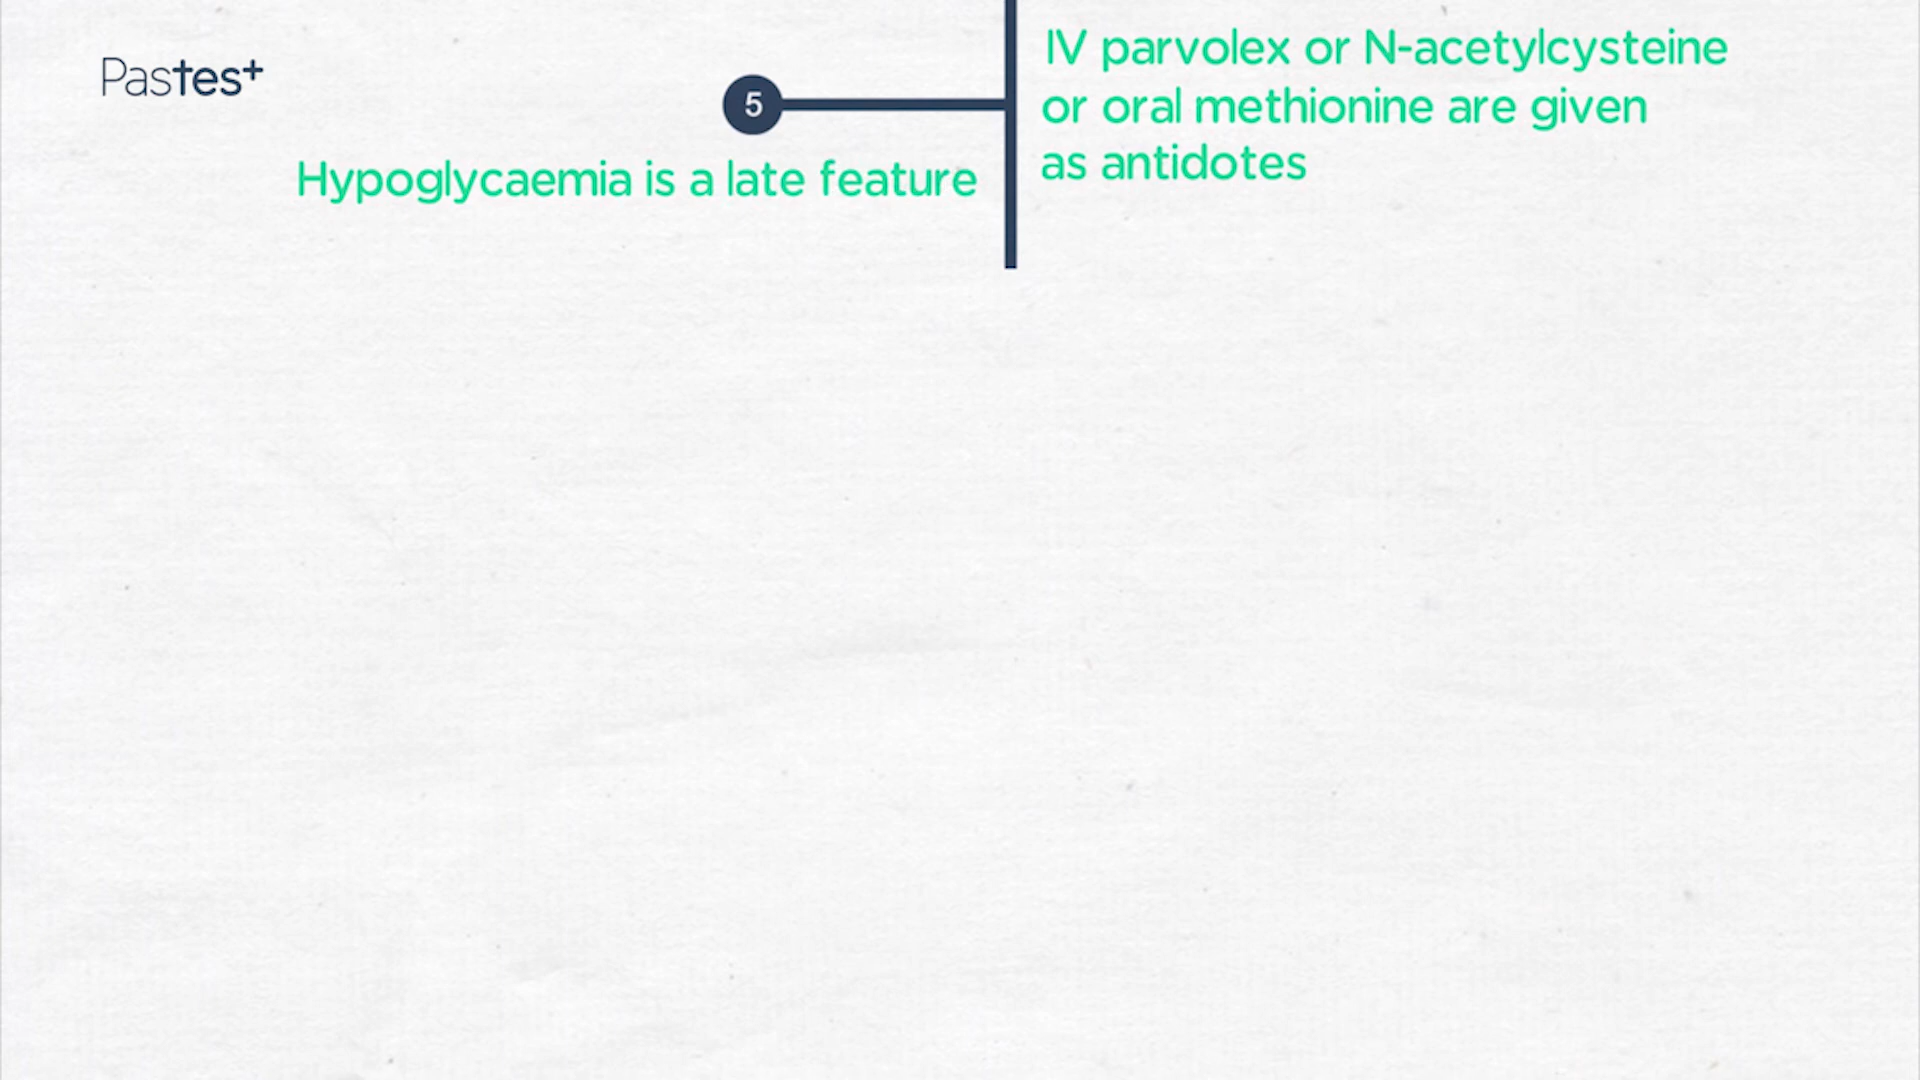 Pastes+
IV parvolex or N-acetylcysteine
or oral methionine are given
as antidotes
5
Hypoglycaemia is a late feature